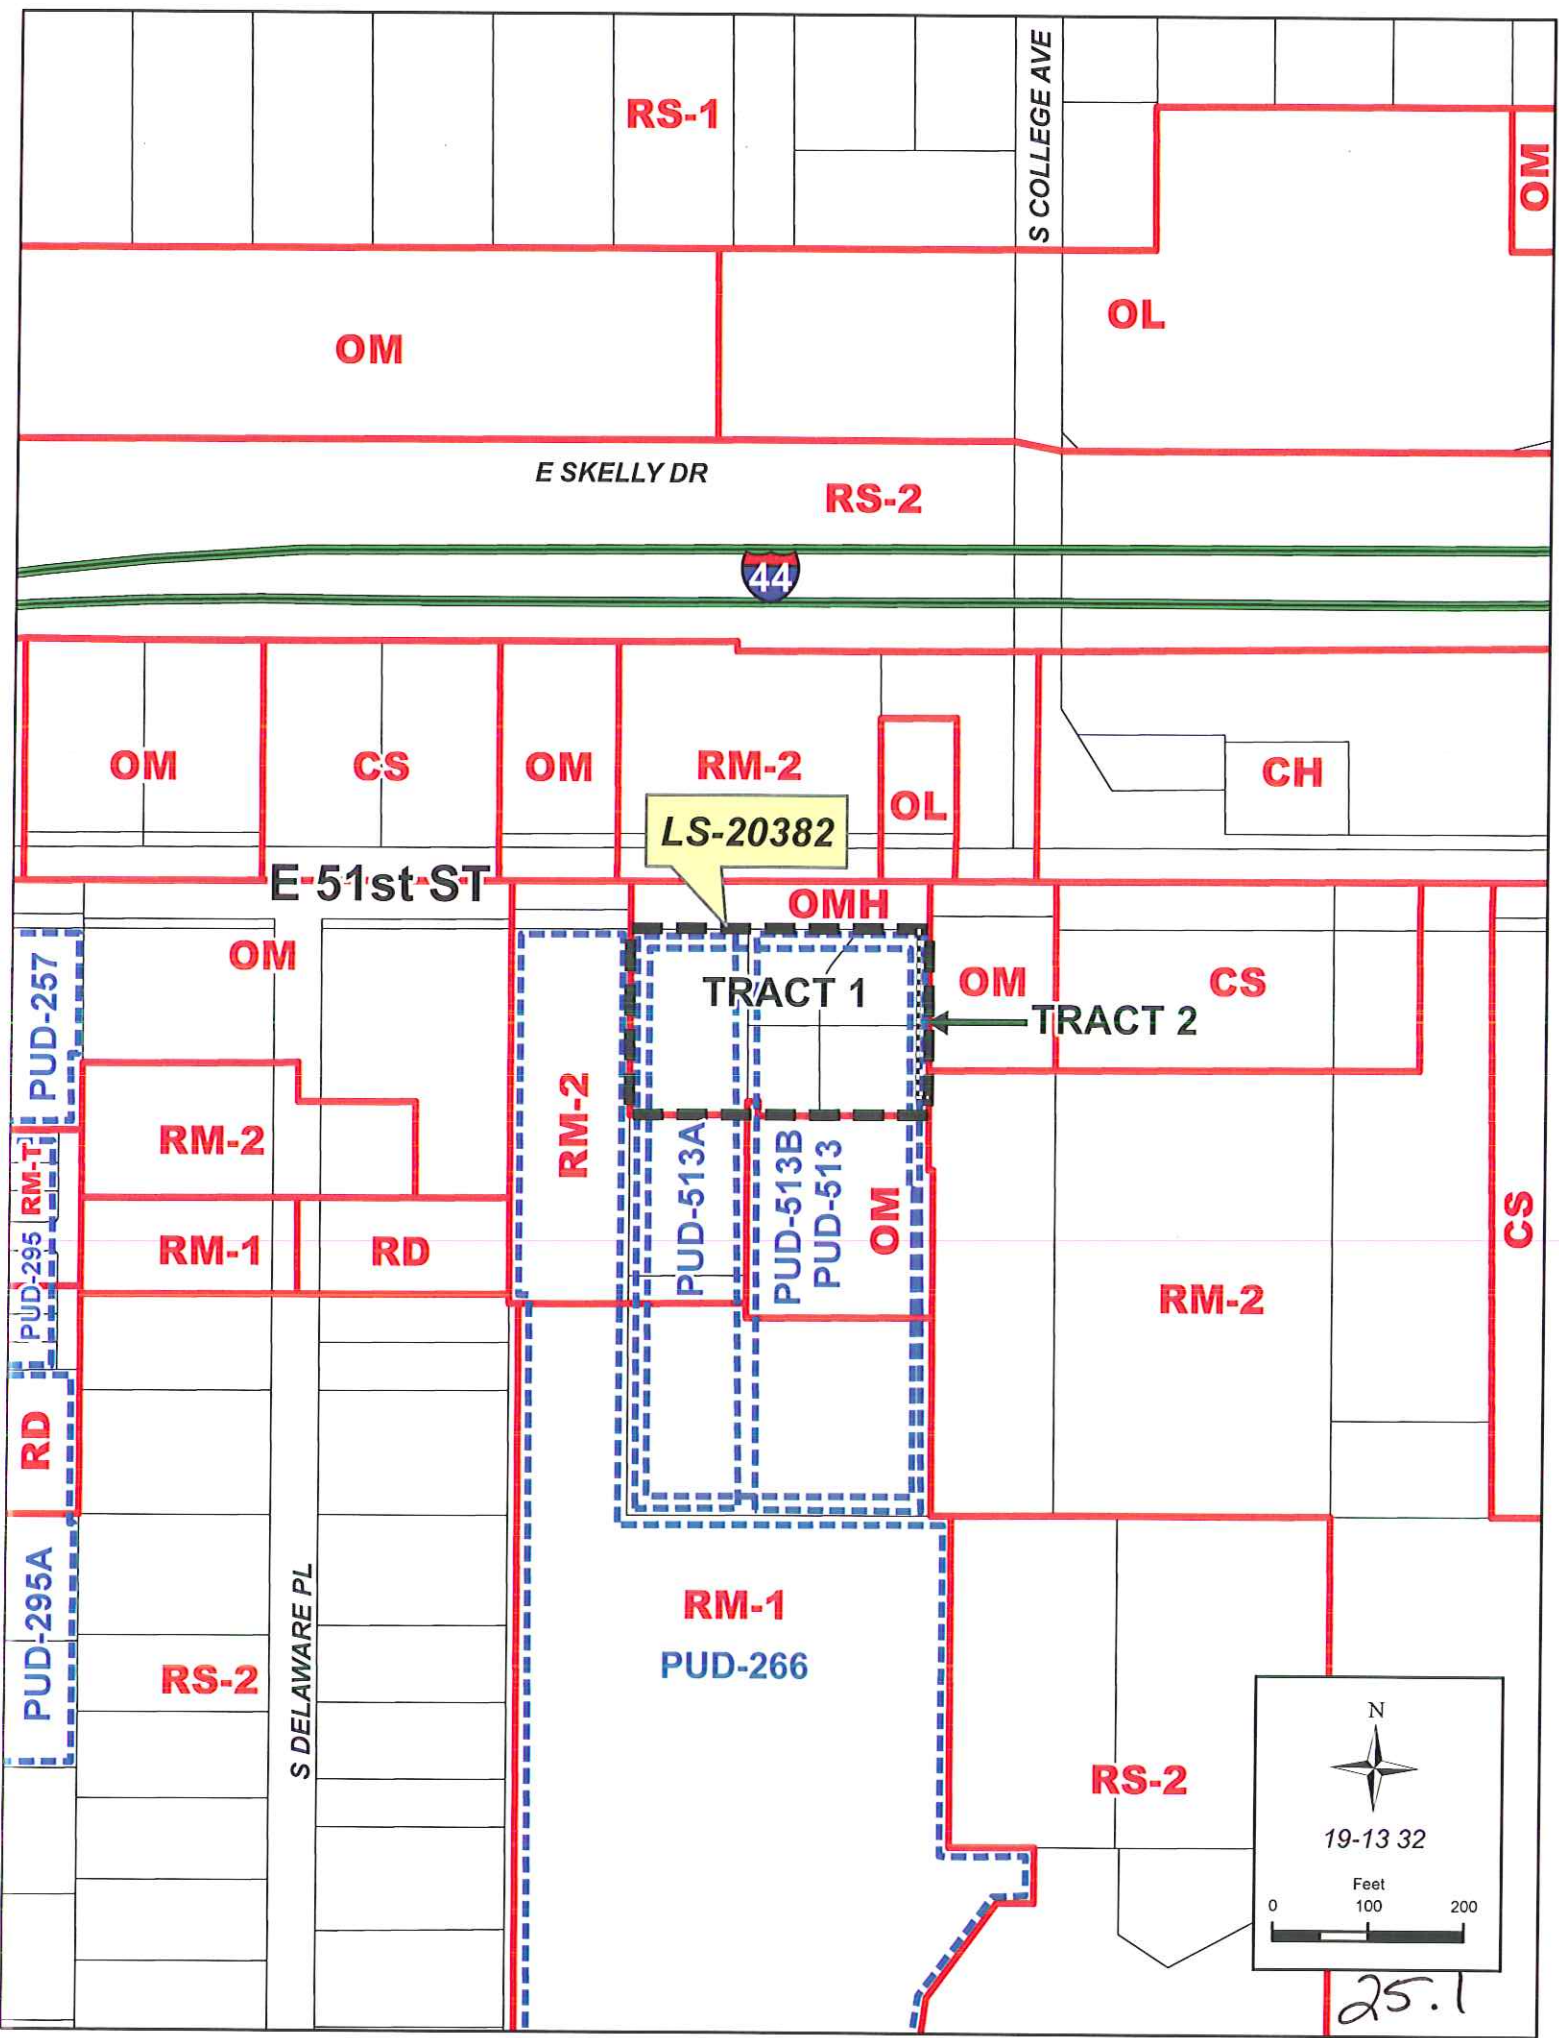 RS-1
S COLLEGE AVE
OM
OM
OL
E SKELLY DR
RS-2
44
OM
CS
OM
RM-2
OL
CH
LS-20382
E 51st ST
OMH
PUD-257
OM
TRACT 1
OM
CS
TRACT 2
RM-2
RM-2
RM-T
PUD-513A
PUD-513B
PUD-513
OM
CS
PUD-295
RM-1
RD
RM-2
PUD-295
RD
PUD-295A
RS-2
S DELAWARE PL
RM-1
PUD-266
RS-2
N
19-13 32
Feet
0 100 200
25.1